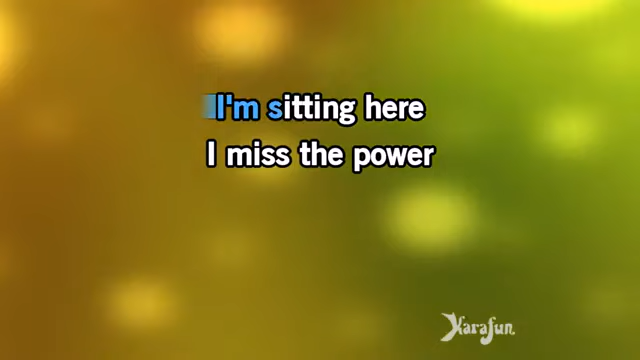 I'm sitting here
I miss the power
Karafun